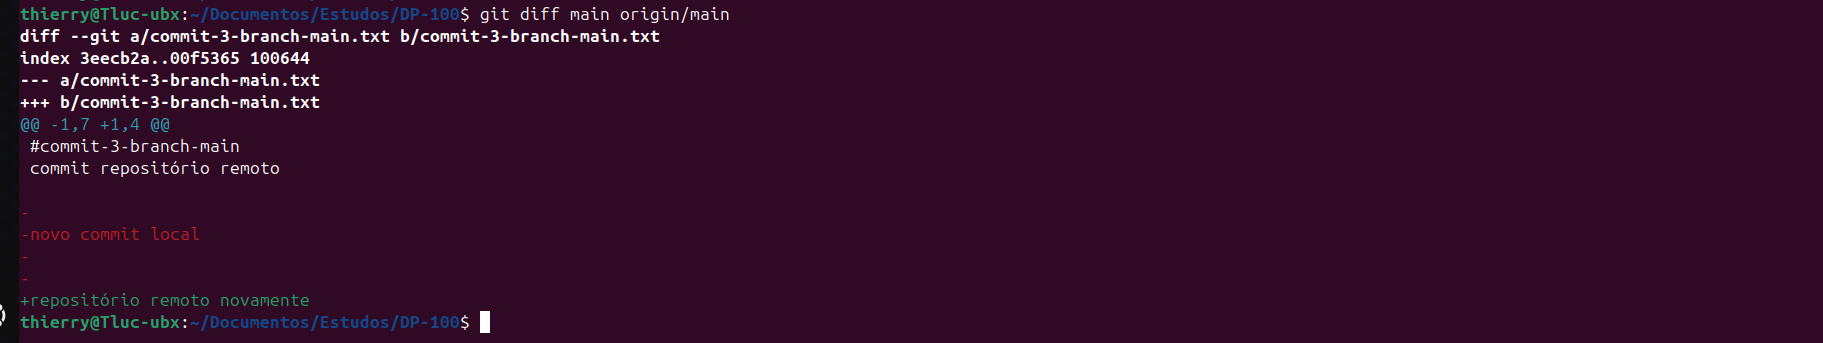 thierry@Tluc-ubx:~/Documentos/Estudos/DP-100$ git diff main origin/main
diff --git a/commit-3-branch-main.txt b/commit-3-branch-main.txt
index 3eecb2a..00f5365 100644
--- a/commit-3-branch-main.txt
+++ b/commit-3-branch-main.txt
@@ -1,7 +1,4 @@
 #commit-3-branch-main
 commit repositório remoto
-
-novo commit local
-
-
+repositório remoto novamente
thierry@Tluc-ubx:~/Documentos/Estudos/DP-100$